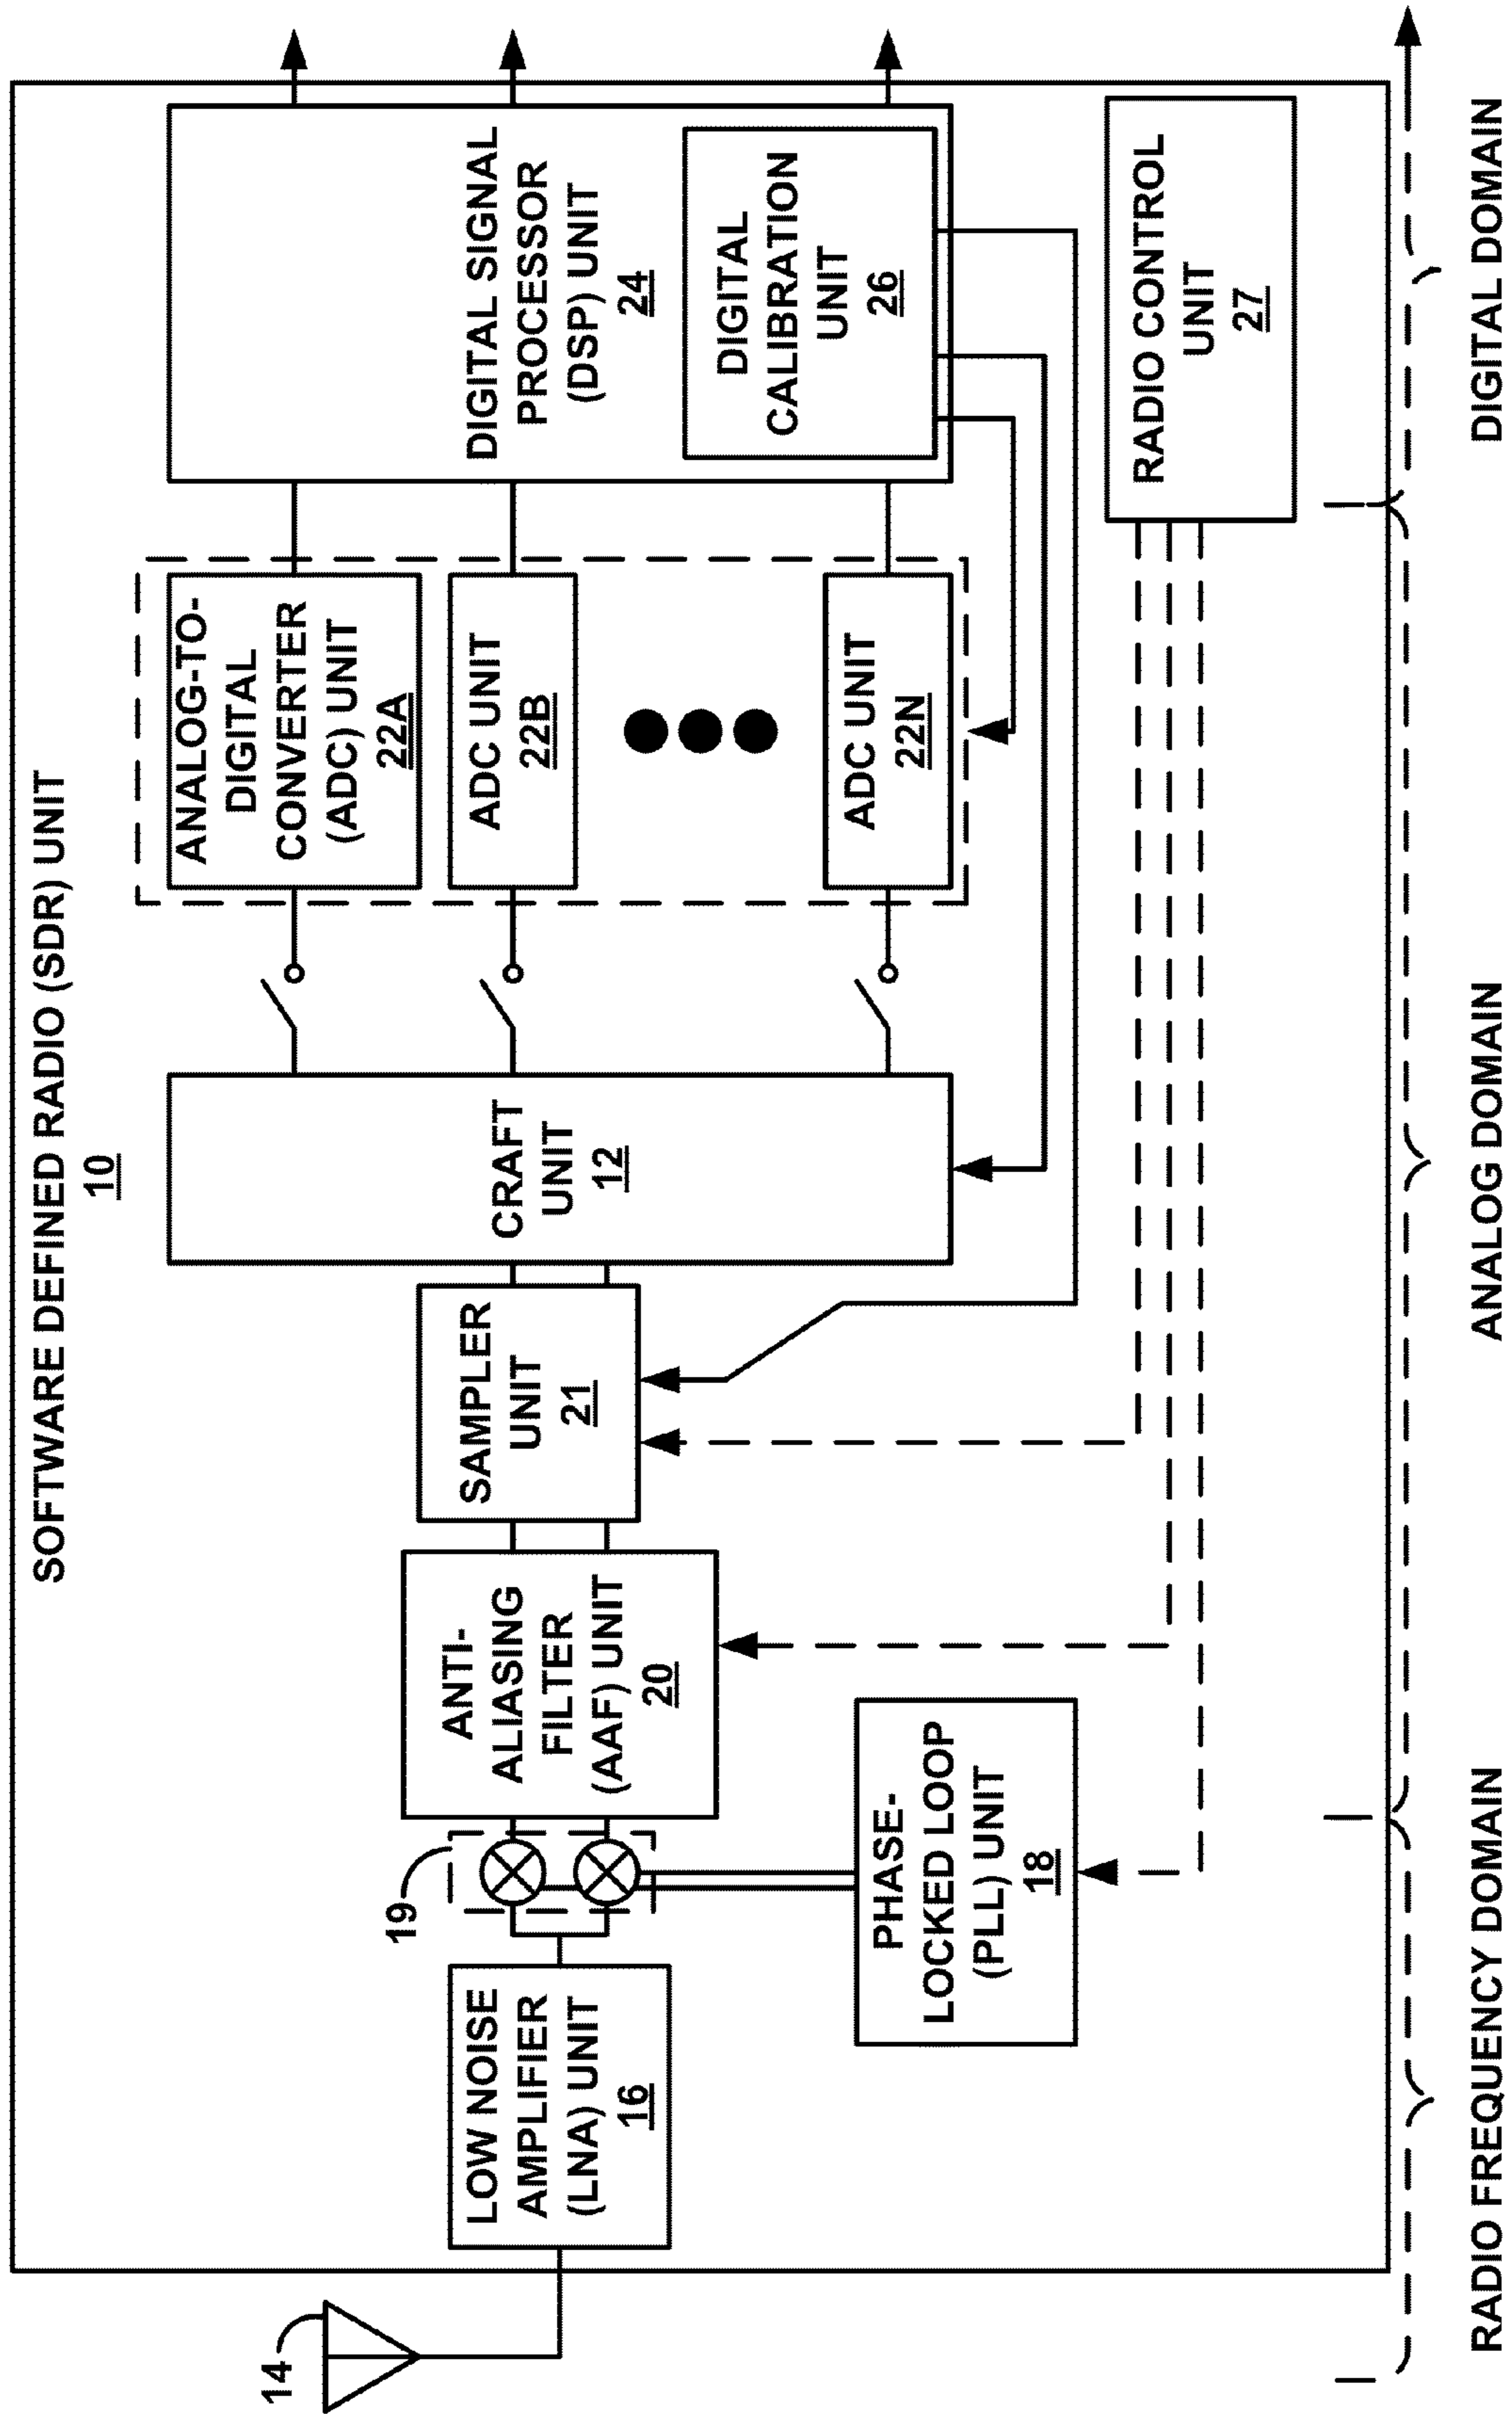 SOFTWARE DEFINED RADIO (SDR) UNIT
10
14
LOW NOISE
AMPLIFIER
(LNA) UNIT
16
19
PHASE-
LOCKED LOOP
(PLL) UNIT
18
ANTI-
ALIASING
FILTER
(AAF) UNIT
20
SAMPLER
UNIT
21
CRAFT
UNIT
12
ANALOG-TO-
DIGITAL
CONVERTER
(ADC) UNIT
22A
ADC UNIT
22B
ADC UNIT
22N
DIGITAL SIGNAL
PROCESSOR
(DSP) UNIT
24
DIGITAL
CALIBRATION
UNIT
26
RADIO CONTROL
UNIT
27
RADIO FREQUENCY DOMAIN
ANALOG DOMAIN
DIGITAL DOMAIN